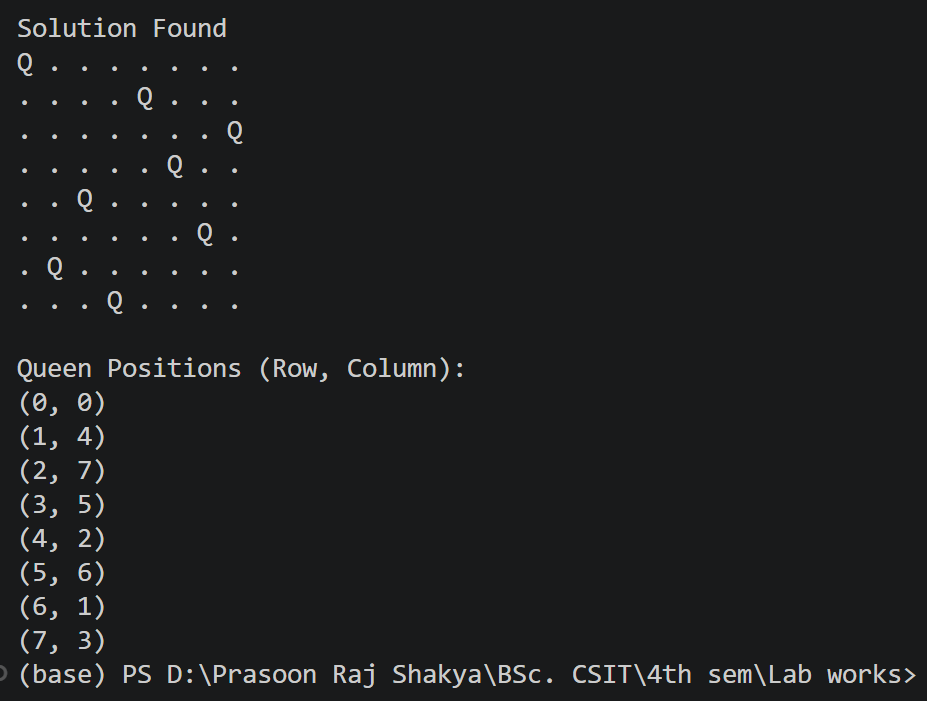 Solution Found
Q . . . . . . .
. . . . Q . . .
. . . . . . . Q
. . . . . Q . .
. . Q . . . . .
. . . . . . Q .
. Q . . . . . .
. . . Q . . . .
Queen Positions (Row, Column):
(0, 0)
(1, 4)
(2, 7)
(3, 5)
(4, 2)
(5, 6)
(6, 1)
(7, 3)
(base) PS D:\Prasoon Raj Shakya\BSc. CSIT\4th sem\Lab works>